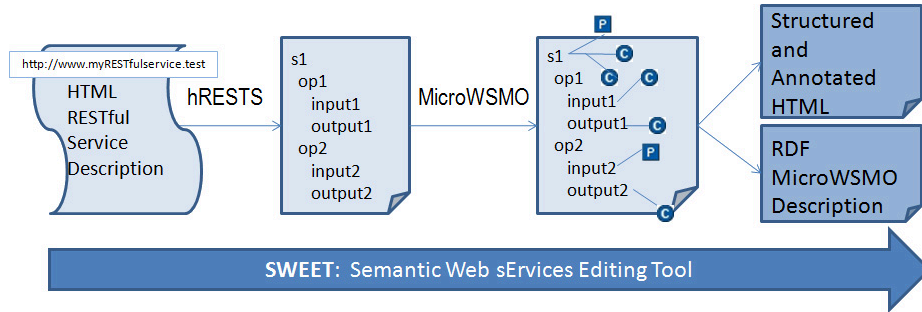 http://www.myRESTfulservice.test
HTML
RESTful
Service
Description
hRESTS
s1
op1
input1
output1
op2
input2
output2
MicroWSMO
P
s1
C
op1
C
C
input1
output1
C
op2
P
input2
output2
C
Structured
and
Annotated
HTML
RDF
MicroWSMO
Description
SWEET: Semantic Web sErvices Editing Tool